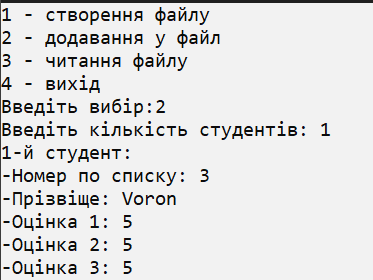 1 - створення файлу
2 - додавання у файл
3 - читання файлу
4 - вихід
Введіть вибір:2
Введіть кількість студентів: 1
1-й студент:
-Номер по списку: 3
-Прізвище: Voron
-Оцінка 1: 5
-Оцінка 2: 5
-Оцінка 3: 5